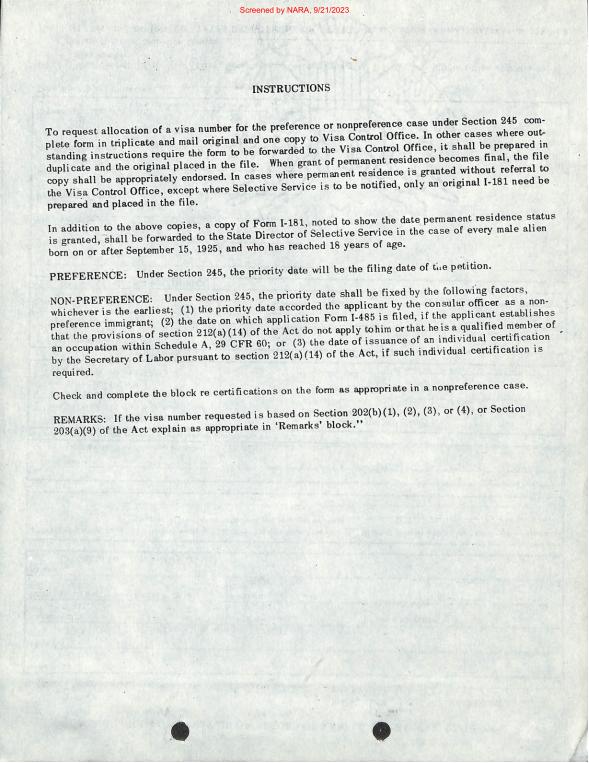 Screened by NARA, 9/21/2023
INSTRUCTIONS
To request allocation of a visa number for the preference or nonpreference case under Section 245 com-
plete form in triplicate and mail original and one copy to Visa Control Office. In other cases where out-
standing instructions require the form to be forwarded to the Visa Control Office, it shall be prepared in
duplicate and the original placed in the file. When grant of permanent residence becomes final, the file
copy shall be appropriately endorsed. In cases where permanent residence is granted without referral to
the Visa Control Office, except where Selective Service is to be notified, only an original I-181 need be
prepared and placed in the file.
In addition to the above copies, a copy of Form I-181, noted to show the date permanent residence status
is granted, shall be forwarded to the State Director of Selective Service in the case of every male alien
born on or after September 15, 1925, and who has reached 18 years of age.
PREFERENCE: Under Section 245, the priority date will be the filing date of the petition.
NON-PREFERENCE: Under Section 245, the priority date shall be fixed by the following factors,
whichever is the earliest; (1) the priority date accorded the applicant by the consular officer as a non-
preference immigrant; (2) the date on which application Form I-485 is filed, if the applicant establishes
that the provisions of section 212(a)(14) of the Act do not apply to him or that he is a qualified member of
an occupation within Schedule A, 29 CFR 60; or (3) the date of issuance of an individual certification
by the Secretary of Labor pursuant to section 212(a)(14) of the Act, if such individual certification is
required.
Check and complete the block re certifications on the form as appropriate in a nonpreference case.
REMARKS: If the visa number requested is based on Section 202(b)(1), (2), (3), or (4), or Section
203(a)(9) of the Act explain as appropriate in 'Remarks' block."